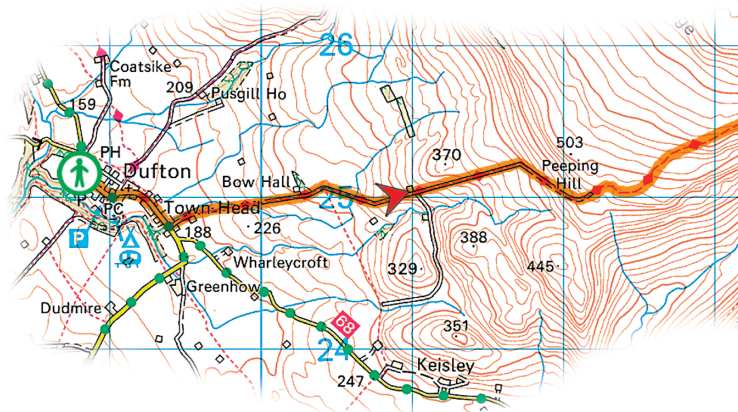 ge
26
Coatsike
Fm
209
Pusgill Ho
159
PH
Dufton
503
370
Peeping
Hill
Bow Hall
25
P
PC
Town Head
188
226
P
388
329
445
Wharleycroft
Greenhow
Dudmire
68
351
24
Keisley
247